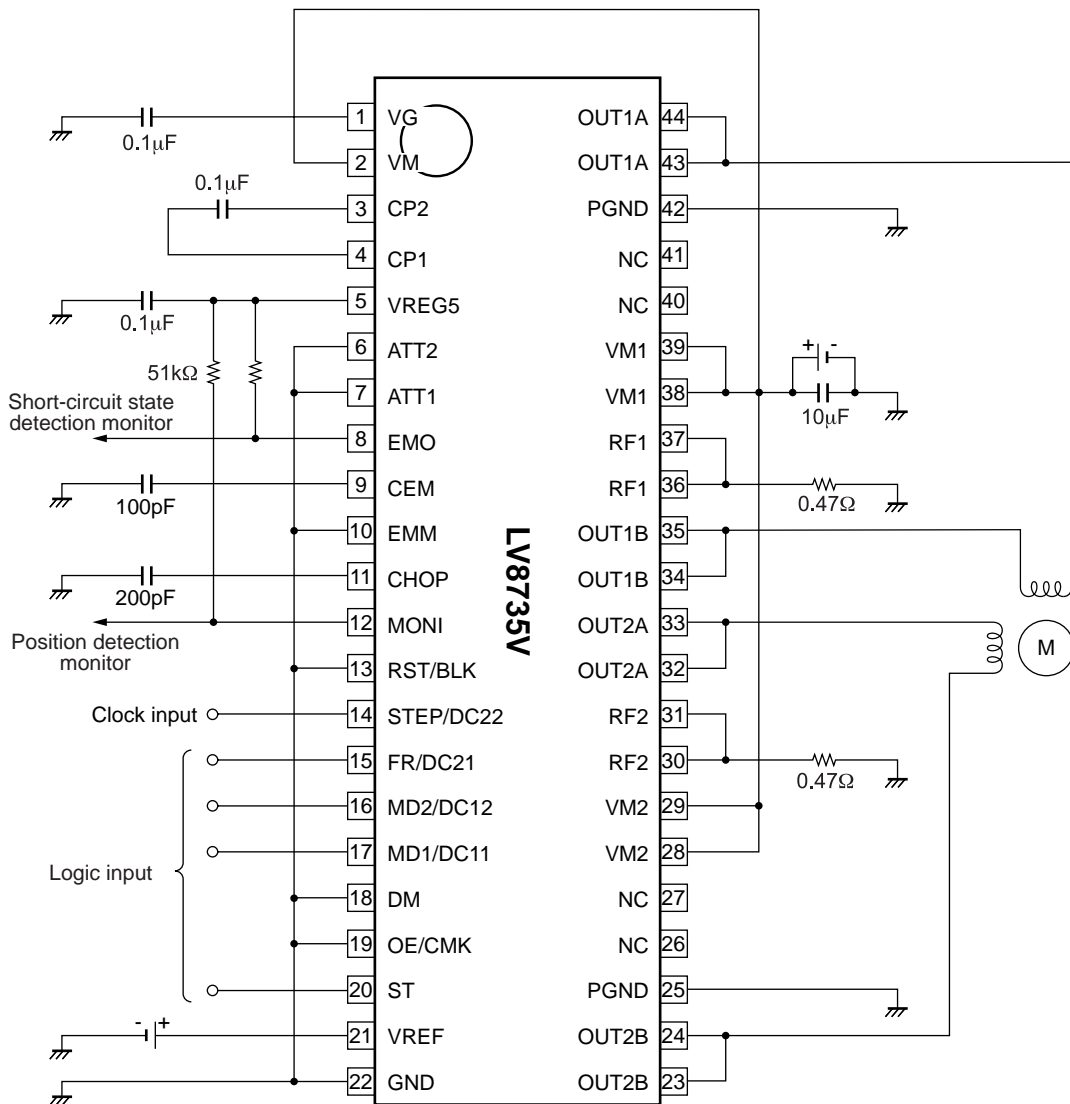 1 VG OUT1A 44
0.1μF
2 VM OUT1A 43
0.1μF
3 CP2 PGND 42
4 CP1 NC 41
5 VREG5 NC 40
0.1μF
6 ATT2 VM1 39
+ -
51kΩ
7 ATT1 VM1 38
10μF
Short-circuit state
detection monitor
8 EMO RF1 37
9 CEM RF1 36
100pF
0.47Ω
10 EMM OUT1B 35
LV8735V
11 CHOP OUT1B 34
200pF
12 MONI OUT2A 33
Position detection
monitor
M
13 RST/BLK OUT2A 32
Clock input
14 STEP/DC22 RF2 31
15 FR/DC21 RF2 30
0.47Ω
16 MD2/DC12 VM2 29
17 MD1/DC11 VM2 28
Logic input
18 DM NC 27
19 OE/CMK NC 26
20 ST PGND 25
- +
21 VREF OUT2B 24
22 GND OUT2B 23